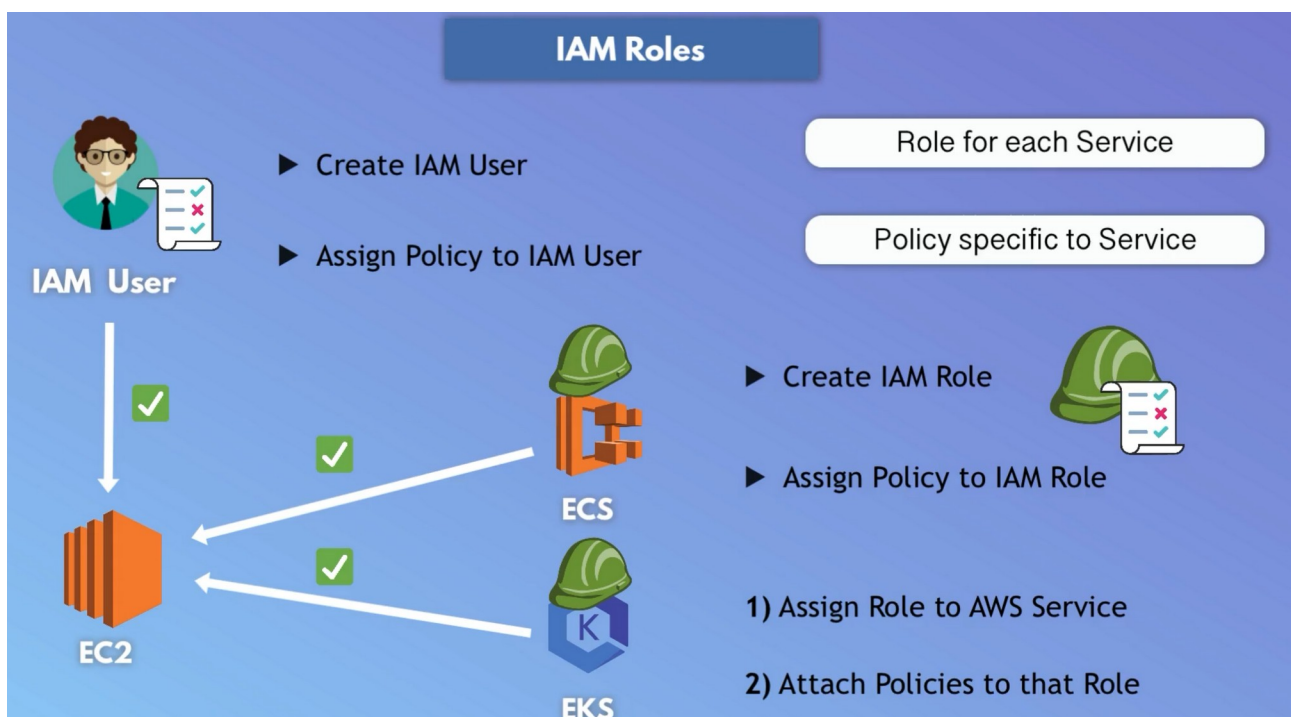 IAM Roles
Role for each Service
Create IAM User
Policy specific to Service
Assign Policy to IAM User
IAM User
Create IAM Role
Assign Policy to IAM Role
ECS
K
1) Assign Role to AWS Service
EC2
2) Attach Policies to that Role
EKS